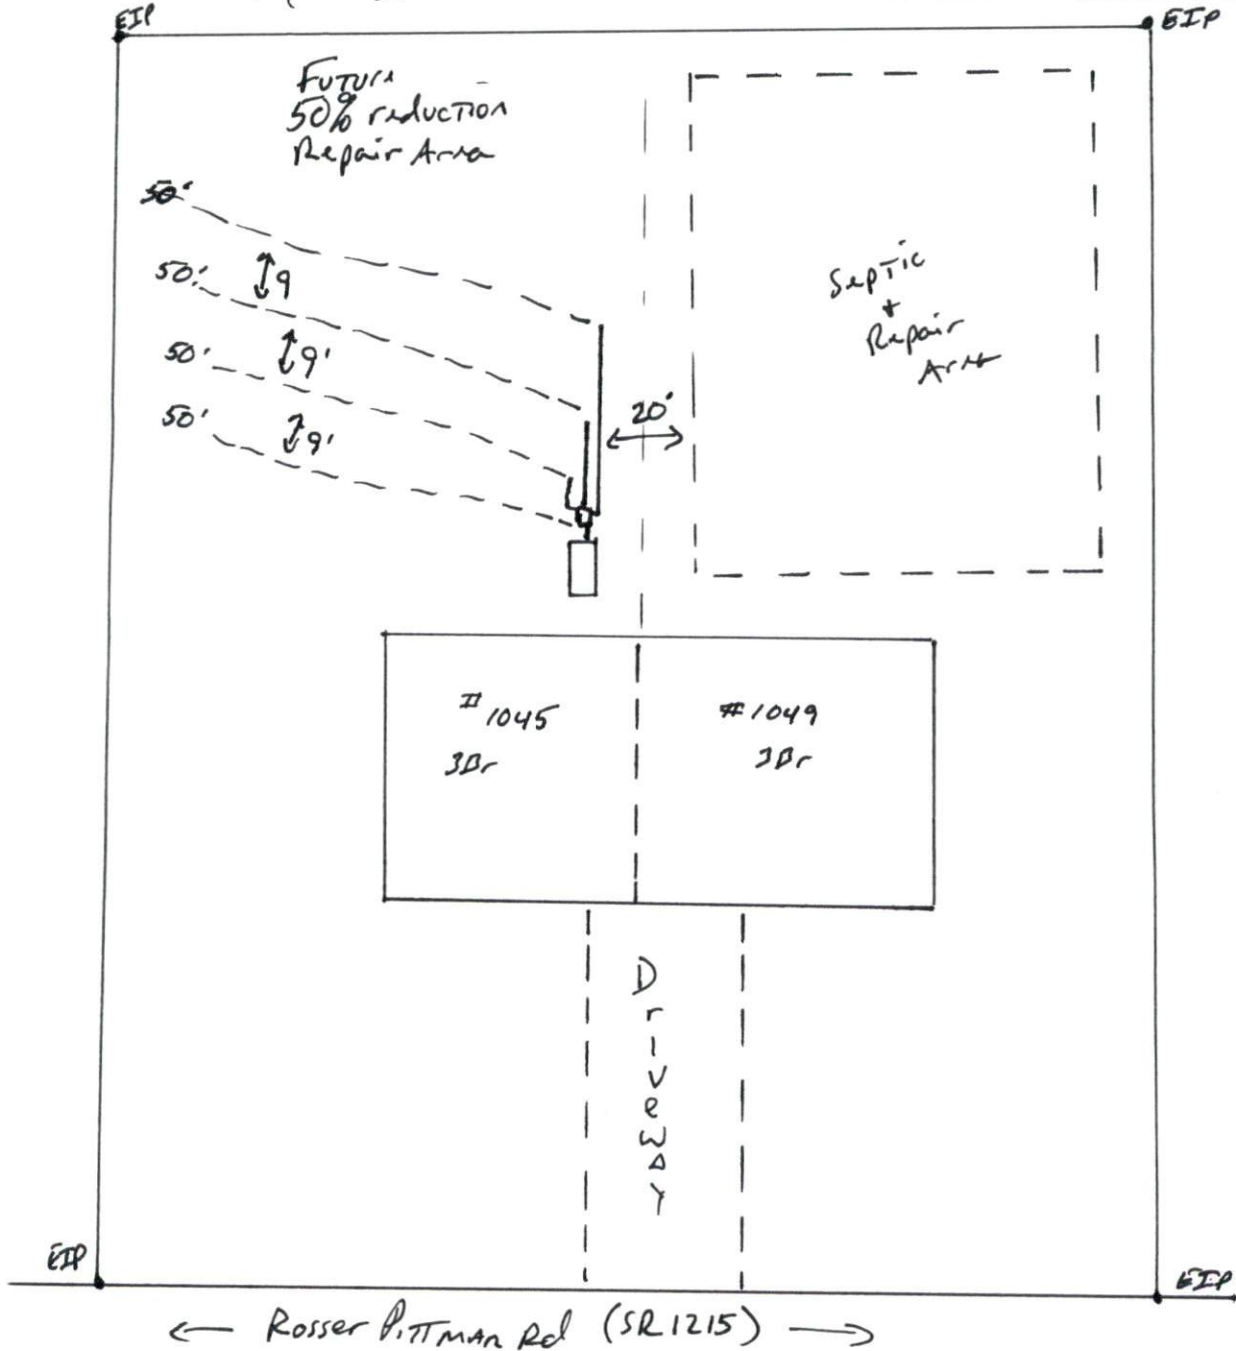 EIP
EIP
Future
50% reduction
Repair Area
50'
50'
9
50'
9'
50'
9'
20'
Septic
+
Repair
Area
#1045
3Br
#1049
3Br
Driveway
EIP
EIP
← Rosser Pittman Rd (SR1215) →